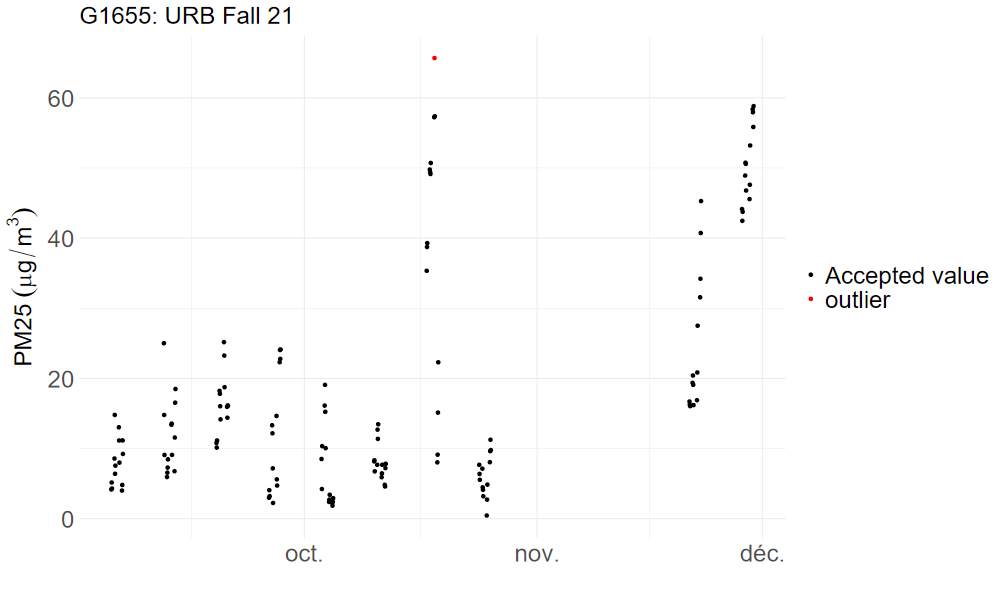 G1655: URB Fall 21
PM25 (μg/m³)
60
40
20
0
oct.
nov.
déc.
Accepted value
outlier